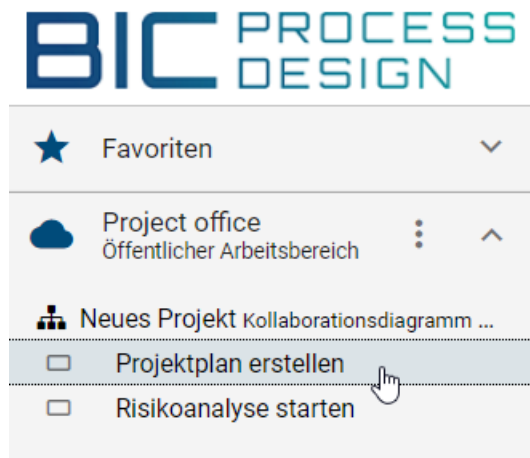 BIC PROCESS
DESIGN
Favoriten
Project office
Öffentlicher Arbeitsbereich
Neues Projekt Kollaborationsdiagramm ...
Projektplan erstellen
Risikoanalyse starten